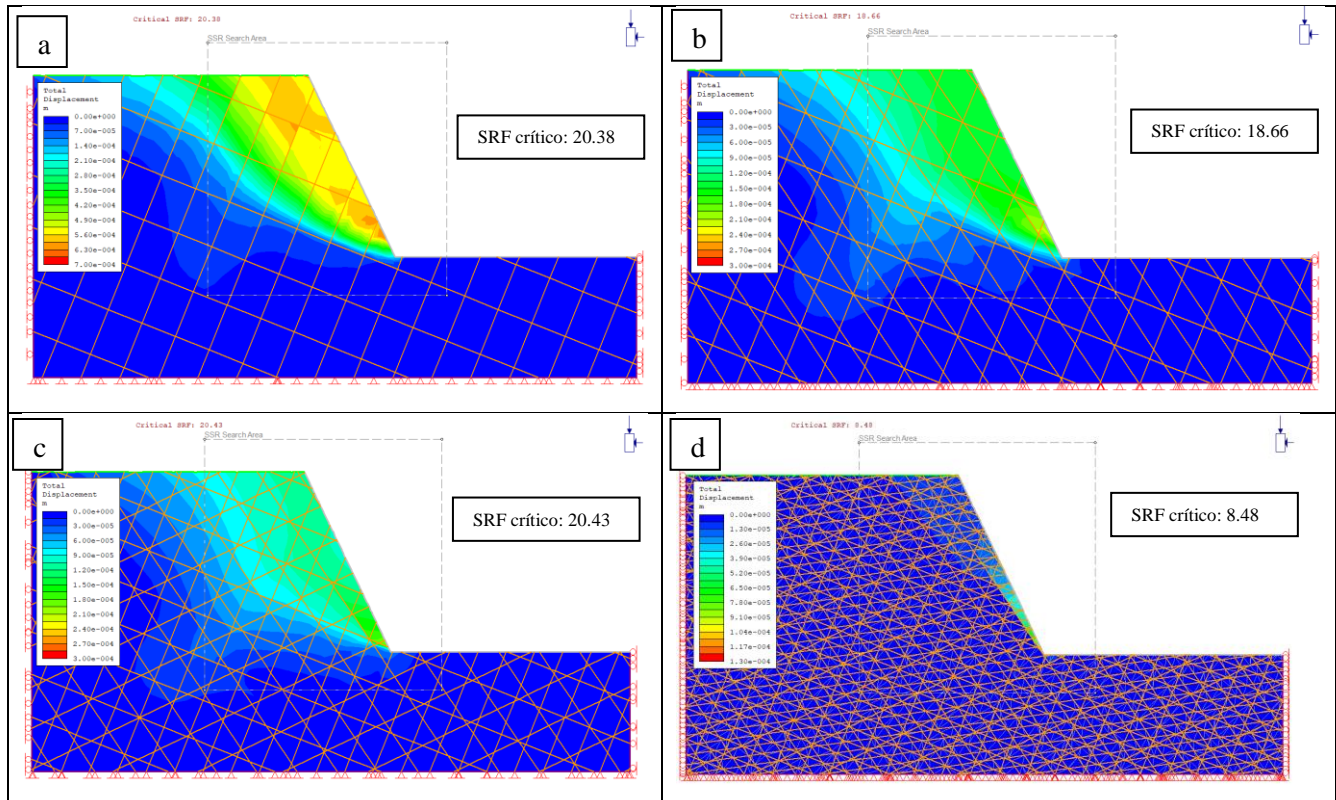 a
Critical SRF: 20.38
SSR Search Area
Total
Displacement
m
0.00e+000
7.00e-005
1.40e-004
2.10e-004
2.80e-004
3.50e-004
4.20e-004
4.90e-004
5.60e-004
6.30e-004
7.00e-004
SRF crítico: 20.38
b
Critical SRF: 18.66
SSR Search Area
Total
Displacement
m
0.00e+000
3.00e-005
6.00e-005
9.00e-005
1.20e-004
1.50e-004
1.80e-004
2.10e-004
2.40e-004
2.70e-004
3.00e-004
SRF crítico: 18.66
c
Critical SRF: 20.43
SSR Search Area
Total
Displacement
m
0.00e+000
3.00e-005
6.00e-005
9.00e-005
1.20e-004
1.50e-004
1.80e-004
2.10e-004
2.40e-004
2.70e-004
3.00e-004
SRF crítico: 20.43
d
Critical SRF: 8.48
SSR Search Area
Total
Displacement
m
0.00e+000
1.30e-005
2.60e-005
3.90e-005
5.20e-005
6.50e-005
7.80e-005
9.10e-005
1.04e-004
1.17e-004
1.30e-004
SRF crítico: 8.48